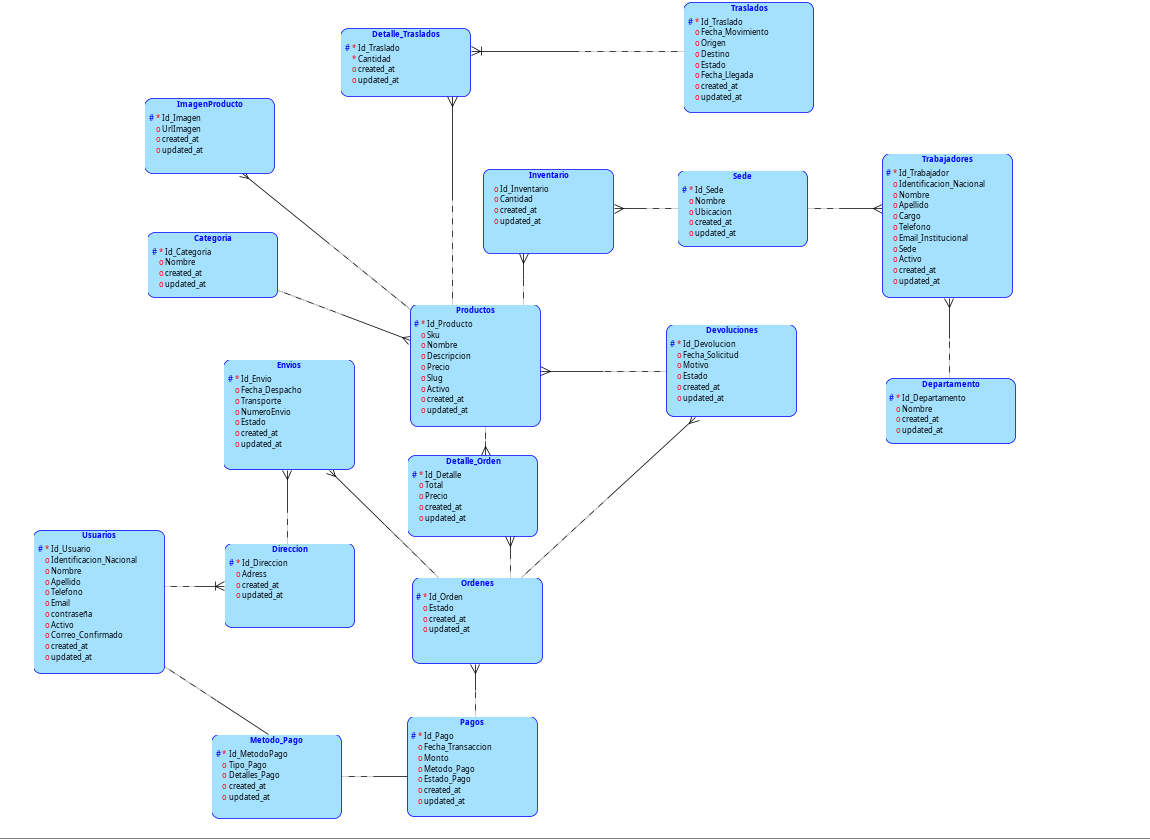 Traslados
# * Id_Traslado
o Fecha_Movimiento
o Origen
o Destino
o Estado
o Fecha_Llegada
o created_at
o updated_at
Detalle_Traslados
# * Id_Traslado
* Cantidad
o created_at
o updated_at
ImagenProducto
# * Id_Imagen
o UrlImagen
o created_at
o updated_at
Inventario
o Id_Inventario
o Cantidad
o created_at
o updated_at
Sede
# * Id_Sede
o Nombre
o Ubicacion
o created_at
o updated_at
Trabajadores
# * Id_Trabajador
o Identificacion_Nacional
o Nombre
o Apellido
o Cargo
o Telefono
o Email_Institucional
o Sede
o Activo
o created_at
o updated_at
Categoria
# * Id_Categoria
o Nombre
o created_at
o updated_at
Productos
# * Id_Producto
o Sku
o Nombre
o Descripcion
o Precio
o Slug
o Activo
o created_at
o updated_at
Devoluciones
# * Id_Devolucion
o Fecha_Solicitud
o Motivo
o Estado
o created_at
o updated_at
Departamento
# * Id_Departamento
o Nombre
o created_at
o updated_at
Envios
# * Id_Envio
o Fecha_Despacho
o Transporte
o NumeroEnvio
o Estado
o created_at
o updated_at
Detalle_Orden
# * Id_Detalle
o Total
o Precio
o created_at
o updated_at
Usuarios
# * Id_Usuario
o Identificacion_Nacional
o Nombre
o Apellido
o Telefono
o Email
o contraseña
o Activo
o Correo_Confirmado
o created_at
o updated_at
Direccion
# * Id_Direccion
o Adress
o created_at
o updated_at
Ordenes
# * Id_Orden
o Estado
o created_at
o updated_at
Metodo_Pago
# * Id_MetodoPago
o Tipo_Pago
o Detalles_Pago
o created_at
o updated_at
Pagos
# * Id_Pago
o Fecha_Transaccion
o Monto
o Metodo_Pago
o Estado_Pago
o created_at
o updated_at